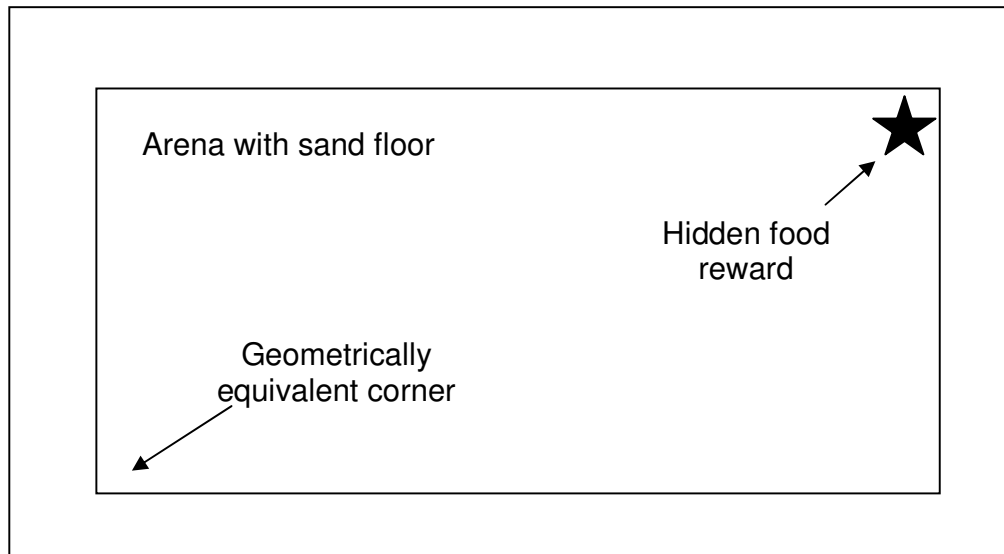 Arena with sand floor
Hidden food
reward
Geometrically
equivalent corner